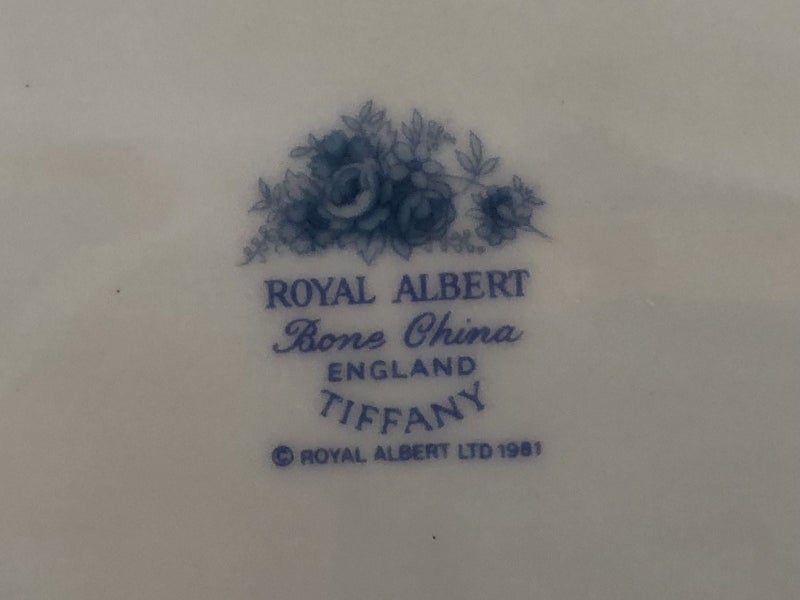 ROYAL ALBERT
Bone China
ENGLAND
TIFFANY
© ROYAL ALBERT LTD 1981